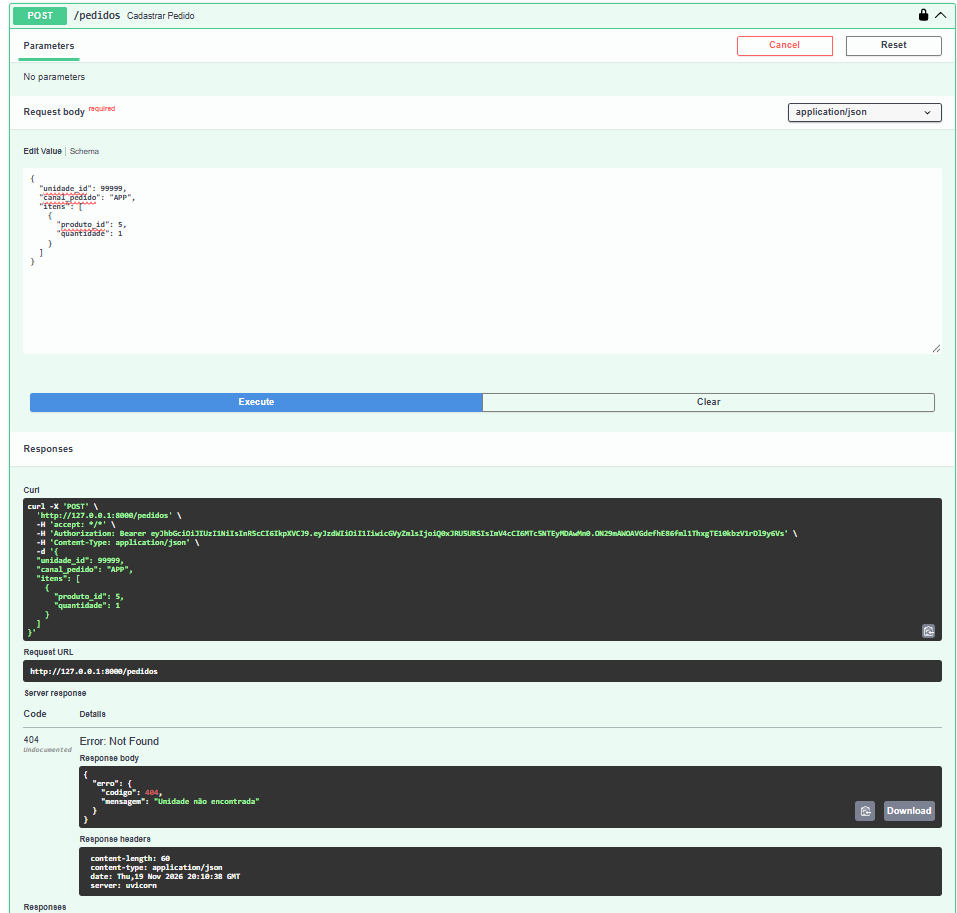 POST /pedidos Cadastrar Pedido
Parameters
Cancel
Reset
No parameters
Request body required
application/json
Edit Value | Schema
{
"unidade_id": 99999,
"canal_pedido": "APP",
"itens": [
{
"produto_id": 5,
"quantidade": 1
}
]
}
Execute
Clear
Responses
Curl
curl -X 'POST' \
'http://127.0.0.1:8000/pedidos' \
-H 'accept: */*' \
-H 'Authorization: Bearer
-H 'Content-Type: application/json' \
-d '{
"unidade_id": 99999,
"canal_pedido": "APP",
"itens": [
{
"produto_id": 5,
"quantidade": 1
}
]
}'
Request URL
http://127.0.0.1:8000/pedidos
Server response
Code
Details
404
Undocumented
Error: Not Found
Response body
{
"erro": {
"codigo": 404,
"mensagem": "Unidade não encontrada"
}
}
Download
Response headers
content-length: 60
content-type: application/json
date: Thu,19 Nov 2026 20:10:38 GMT
server: uvicorn
Responses